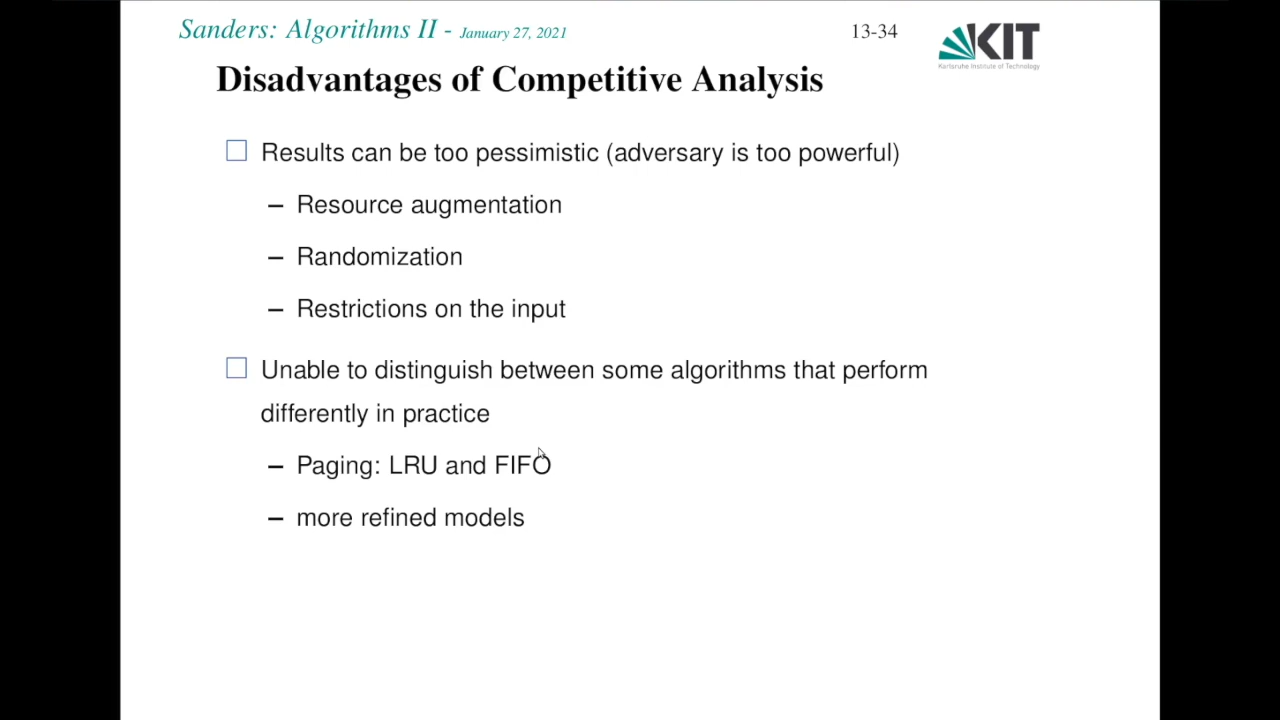 Sanders: Algorithms II - January 27, 2021
13-34
KIT
Karlsruhe Institute of Technology
Disadvantages of Competitive Analysis
Results can be too pessimistic (adversary is too powerful)
– Resource augmentation
– Randomization
– Restrictions on the input
Unable to distinguish between some algorithms that perform
differently in practice
– Paging: LRU and FIFO
– more refined models